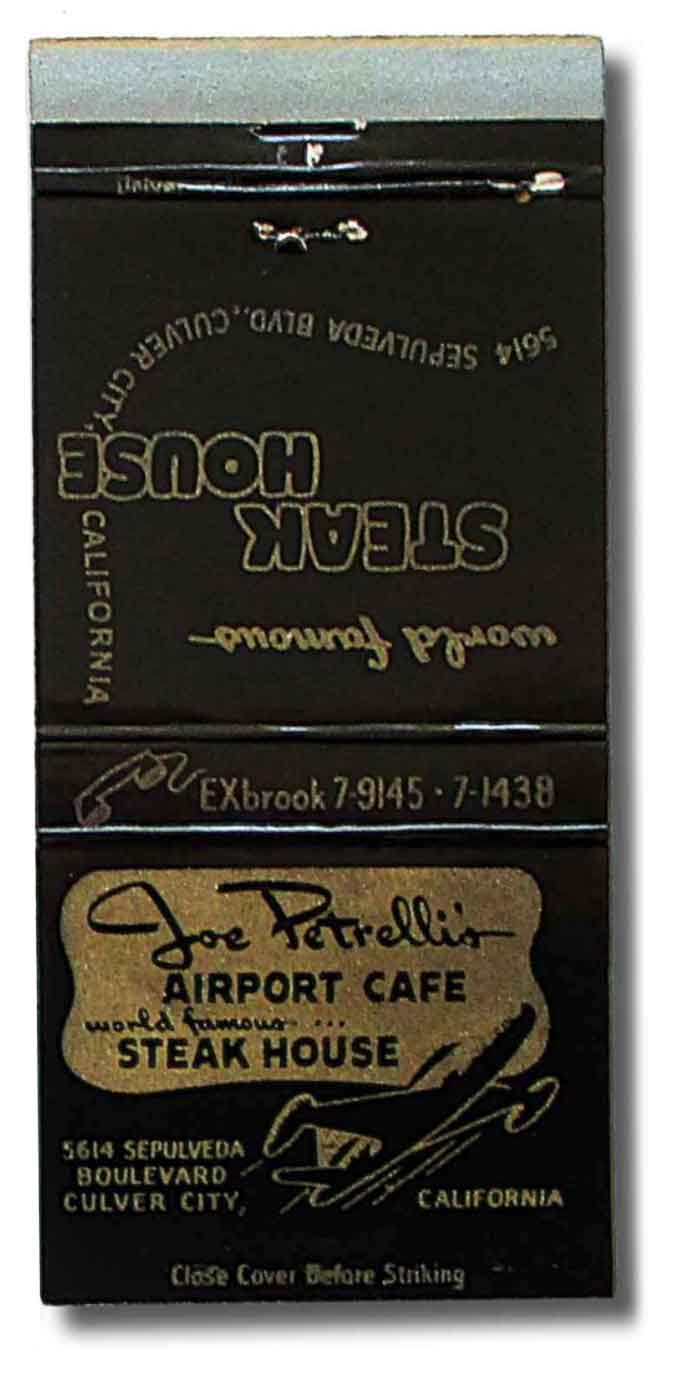 5614 SEPULVEDA BLVD., CULVER CITY, CALIFORNIA
HOUSE
STEAK
world famous
EXbrook 7-9145 · 7-1438
Joe Petrelli's
AIRPORT CAFE
world famous ...
STEAK HOUSE
5614 SEPULVEDA
BOULEVARD
CULVER CITY,
CALIFORNIA
Close Cover Before Striking